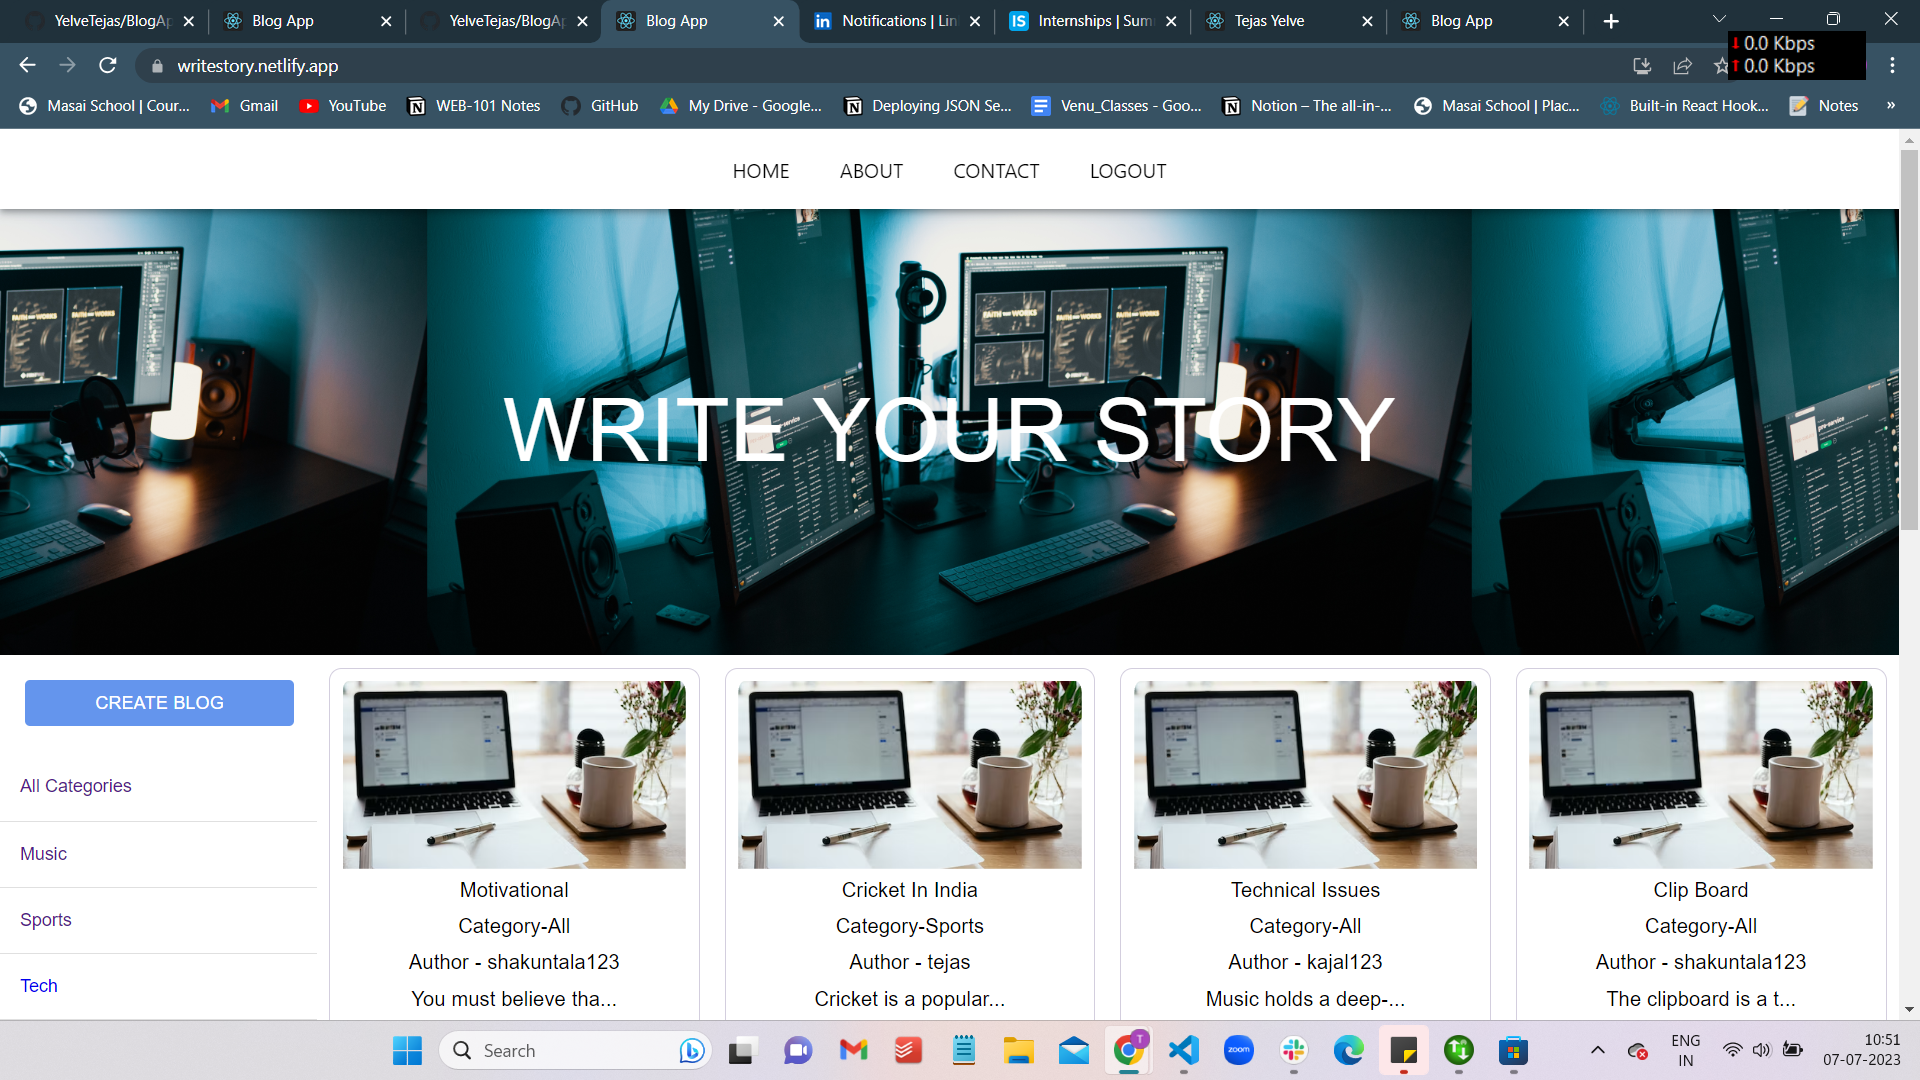 YelveTejas/BlogAp
Blog App
YelveTejas/BlogAp
Blog App
Notifications | Lin
Internships | Sum
Tejas Yelve
Blog App
writestory.netlify.app
0.0 Kbps
0.0 Kbps
Masai School | Cour...
Gmail
YouTube
WEB-101 Notes
GitHub
My Drive - Google...
Deploying JSON Se...
Venu_Classes - Goo...
Notion – The all-in-...
Masai School | Plac...
Built-in React Hook...
Notes
»
HOME
ABOUT
CONTACT
LOGOUT
WRITE YOUR STORY
CREATE BLOG
All Categories
Music
Sports
Tech
Motivational
Category-All
Author - shakuntala123
You must believe tha...
Cricket In India
Category-Sports
Author - tejas
Cricket is a popular...
Technical Issues
Category-All
Author - kajal123
Music holds a deep-...
Clip Board
Category-All
Author - shakuntala123
The clipboard is a t...
Search
zoom
T
ENG
IN
10:51
07-07-2023